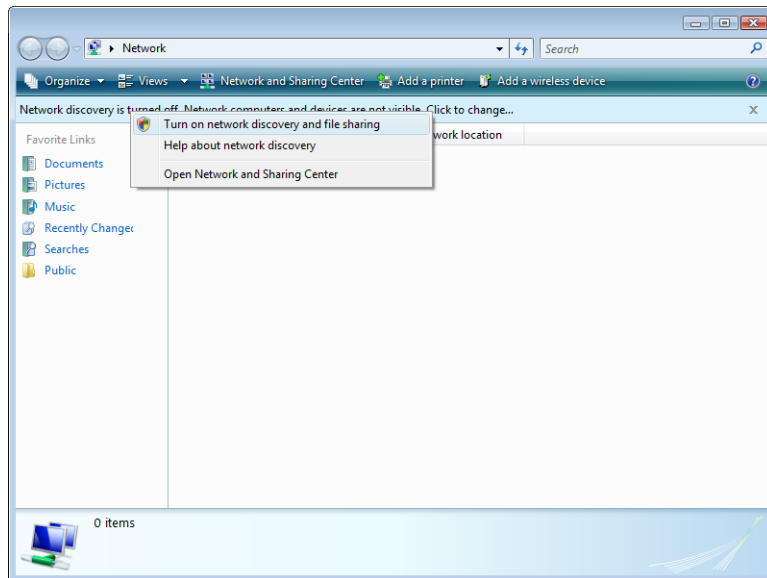 Network
Search
Organize Views Network and Sharing Center Add a printer Add a wireless device
Network discovery is turned off. Network computers and devices are not visible. Click to change...
Turn on network discovery and file sharing
Help about network discovery
Open Network and Sharing Center
work location
Favorite Links
Documents
Pictures
Music
Recently Change
Searches
Public
0 items